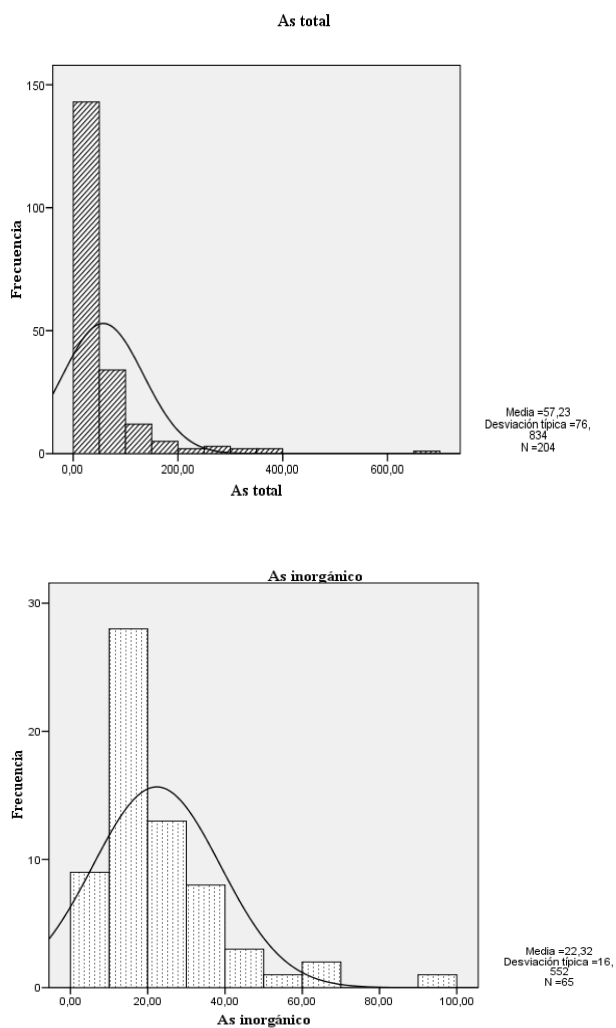 As total
150
100
50
0
Frecuencia
0,00 200,00 400,00 600,00
As total
Media =57,23
Desviación típica =76,
834
N =204
As inorgánico
30
20
10
0
Frecuencia
0,00 20,00 40,00 60,00 80,00 100,00
As inorgánico
Media =22,32
Desviación típica =16,
552
N =65